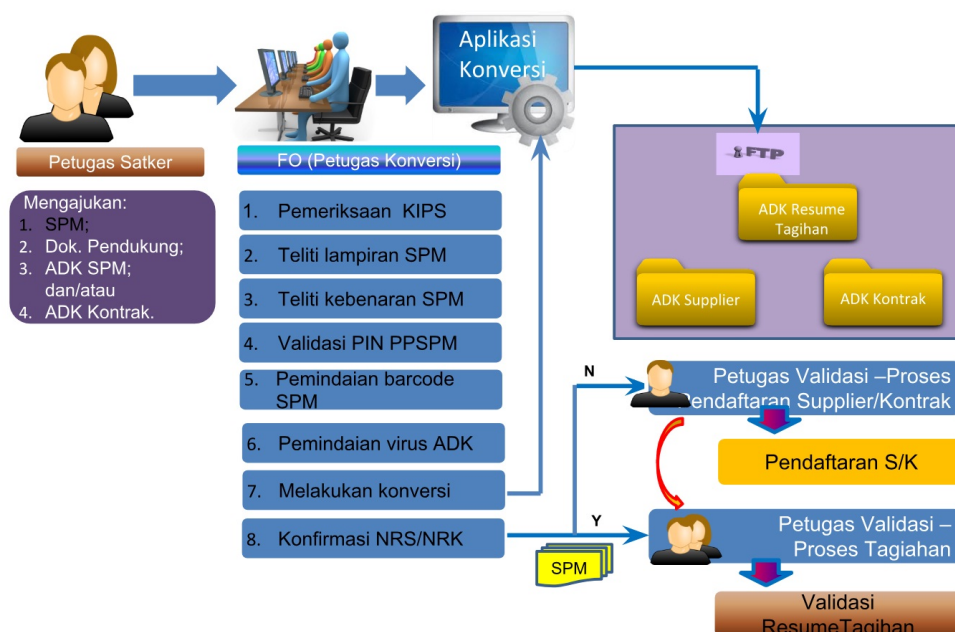 Aplikasi
Konversi
FTP
Petugas Satker
FO (Petugas Konversi)
Mengajukan:
1. SPM;
2. Dok. Pendukung;
3. ADK SPM;
dan/atau
4. ADK Kontrak.
1. Pemeriksaan KIPS
2. Teliti lampiran SPM
3. Teliti kebenaran SPM
4. Validasi PIN PPSPM
5. Pemindaian barcode
SPM
6. Pemindaian virus ADK
7. Melakukan konversi
8. Konfirmasi NRS/NRK
ADK Resume
Tagihan
ADK Supplier
ADK Kontrak
N
Petugas Validasi –Proses
Pendaftaran Supplier/Kontrak
Pendaftaran S/K
Y
SPM
Petugas Validasi –
Proses Tagiahan
Validasi
ResumeTagihan